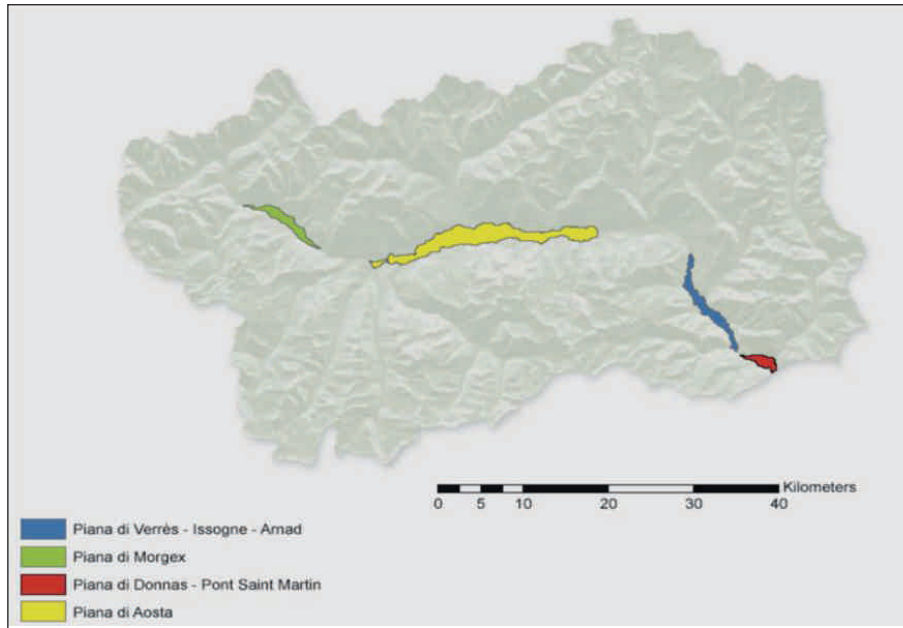 Kilometers
0 5 10 20 30 40
Piana di Verrès - Issogne - Arnad
Piana di Morgex
Piana di Donnas - Pont Saint Martin
Piana di Aosta